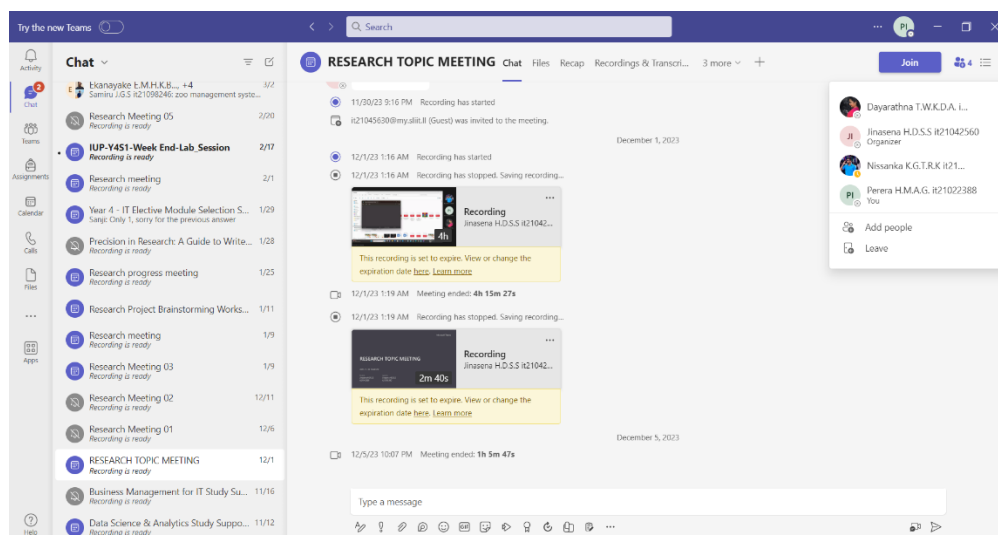 Try the new Teams
Search
PI
Activity
Chat
2
Teams
Assignments
Calendar
Calls
Files
Apps
Help
Chat
Ekanayake E.M.H.K.B..., +4 3/2
Samiru J.G.S it21098246: zoo management syste...
Research Meeting 05 2/20
Recording is ready
IUP-Y4S1-Week End-Lab_Session 2/17
Recording is ready
Research meeting 2/1
Recording is ready
Year 4 - IT Elective Module Selection S... 1/29
Sanji: Only 1, sorry for the previous answer
Precision in Research: A Guide to Write... 1/28
Recording is ready
Research progress meeting 1/25
Recording is ready
Research Project Brainstorming Works... 1/11
Research meeting 1/9
Recording is ready
Research Meeting 03 1/9
Recording is ready
Research Meeting 02 12/11
Recording is ready
Research Meeting 01 12/6
Recording is ready
RESEARCH TOPIC MEETING 12/1
Recording is ready
Business Management for IT Study Su... 11/16
Recording is ready
Data Science & Analytics Study Suppo... 11/12
Recording is ready
RESEARCH TOPIC MEETING Chat Files Recap Recordings & Transcri... 3 more
Join 4
11/30/23 9:16 PM Recording has started
it21045630@my.sliit.lk (Guest) was invited to the meeting.
December 1, 2023
12/1/23 1:16 AM Recording has started
12/1/23 1:16 AM Recording has stopped. Saving recording...
4h
Recording
Jinasena H.D.S.S it21042...
This recording is set to expire. View or change the
expiration date here. Learn more
12/1/23 1:19 AM Meeting ended: 4h 15m 27s
12/1/23 1:19 AM Recording has stopped. Saving recording...
RESEARCH TOPIC MEETING
2m 40s
Recording
Jinasena H.D.S.S it21042...
This recording is set to expire. View or change the
expiration date here. Learn more
December 5, 2023
12/5/23 10:07 PM Meeting ended: 1h 5m 47s
Type a message
GIF
Dayarathna T.W.K.D.A. i...
JI
Jinasena H.D.S.S it21042560
Organizer
Nissanka K.G.T.R.K it21...
PI
Perera H.M.A.G. it21022388
You
Add people
Leave